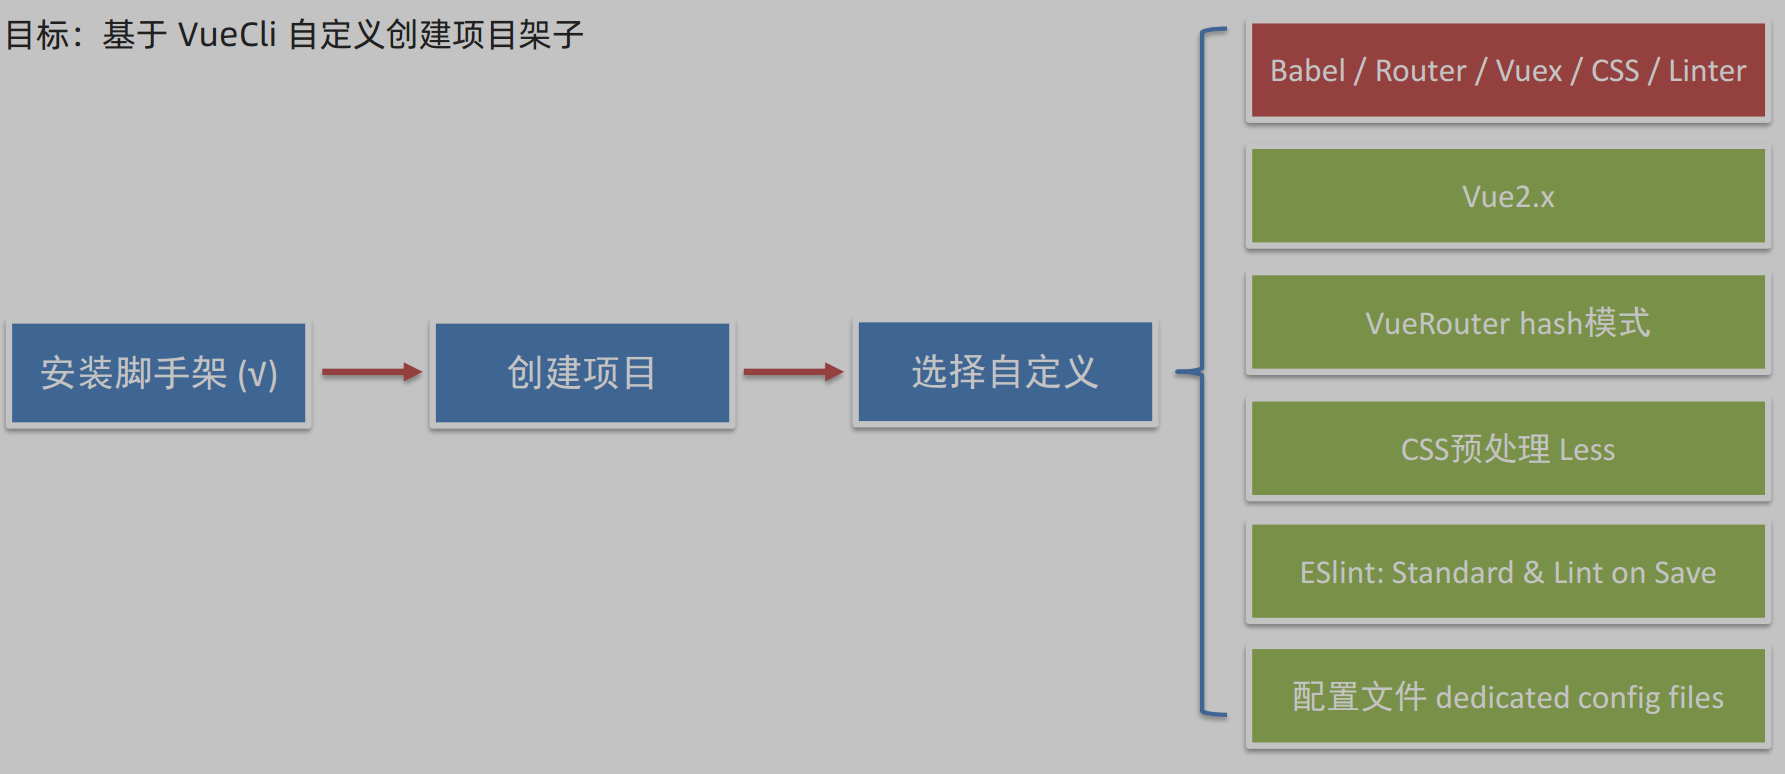 目标：基于 VueCli 自定义创建项目架子
安装脚手架 (√)
创建项目
选择自定义
Babel / Router / Vuex / CSS / Linter
Vue2.x
VueRouter hash模式
CSS预处理 Less
ESlint: Standard & Lint on Save
配置文件 dedicated config files